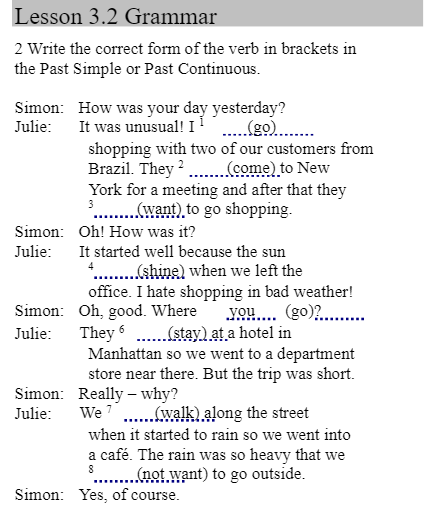 Lesson 3.2 Grammar
2 Write the correct form of the verb in brackets in
the Past Simple or Past Continuous.
Simon: How was your day yesterday?
Julie: It was unusual! I ¹ .....(go).......
shopping with two of our customers from
Brazil. They ² .......(come) to New
York for a meeting and after that they
³........(want) to go shopping.
Simon: Oh! How was it?
Julie: It started well because the sun
⁴........(shine) when we left the
office. I hate shopping in bad weather!
Simon: Oh, good. Where you.... (go)?.........
Julie: They ⁶ ......(stay) at a hotel in
Manhattan so we went to a department
store near there. But the trip was short.
Simon: Really – why?
Julie: We ⁷ ......(walk) along the street
when it started to rain so we went into
a café. The rain was so heavy that we
⁸ ........(not want) to go outside.
Simon: Yes, of course.